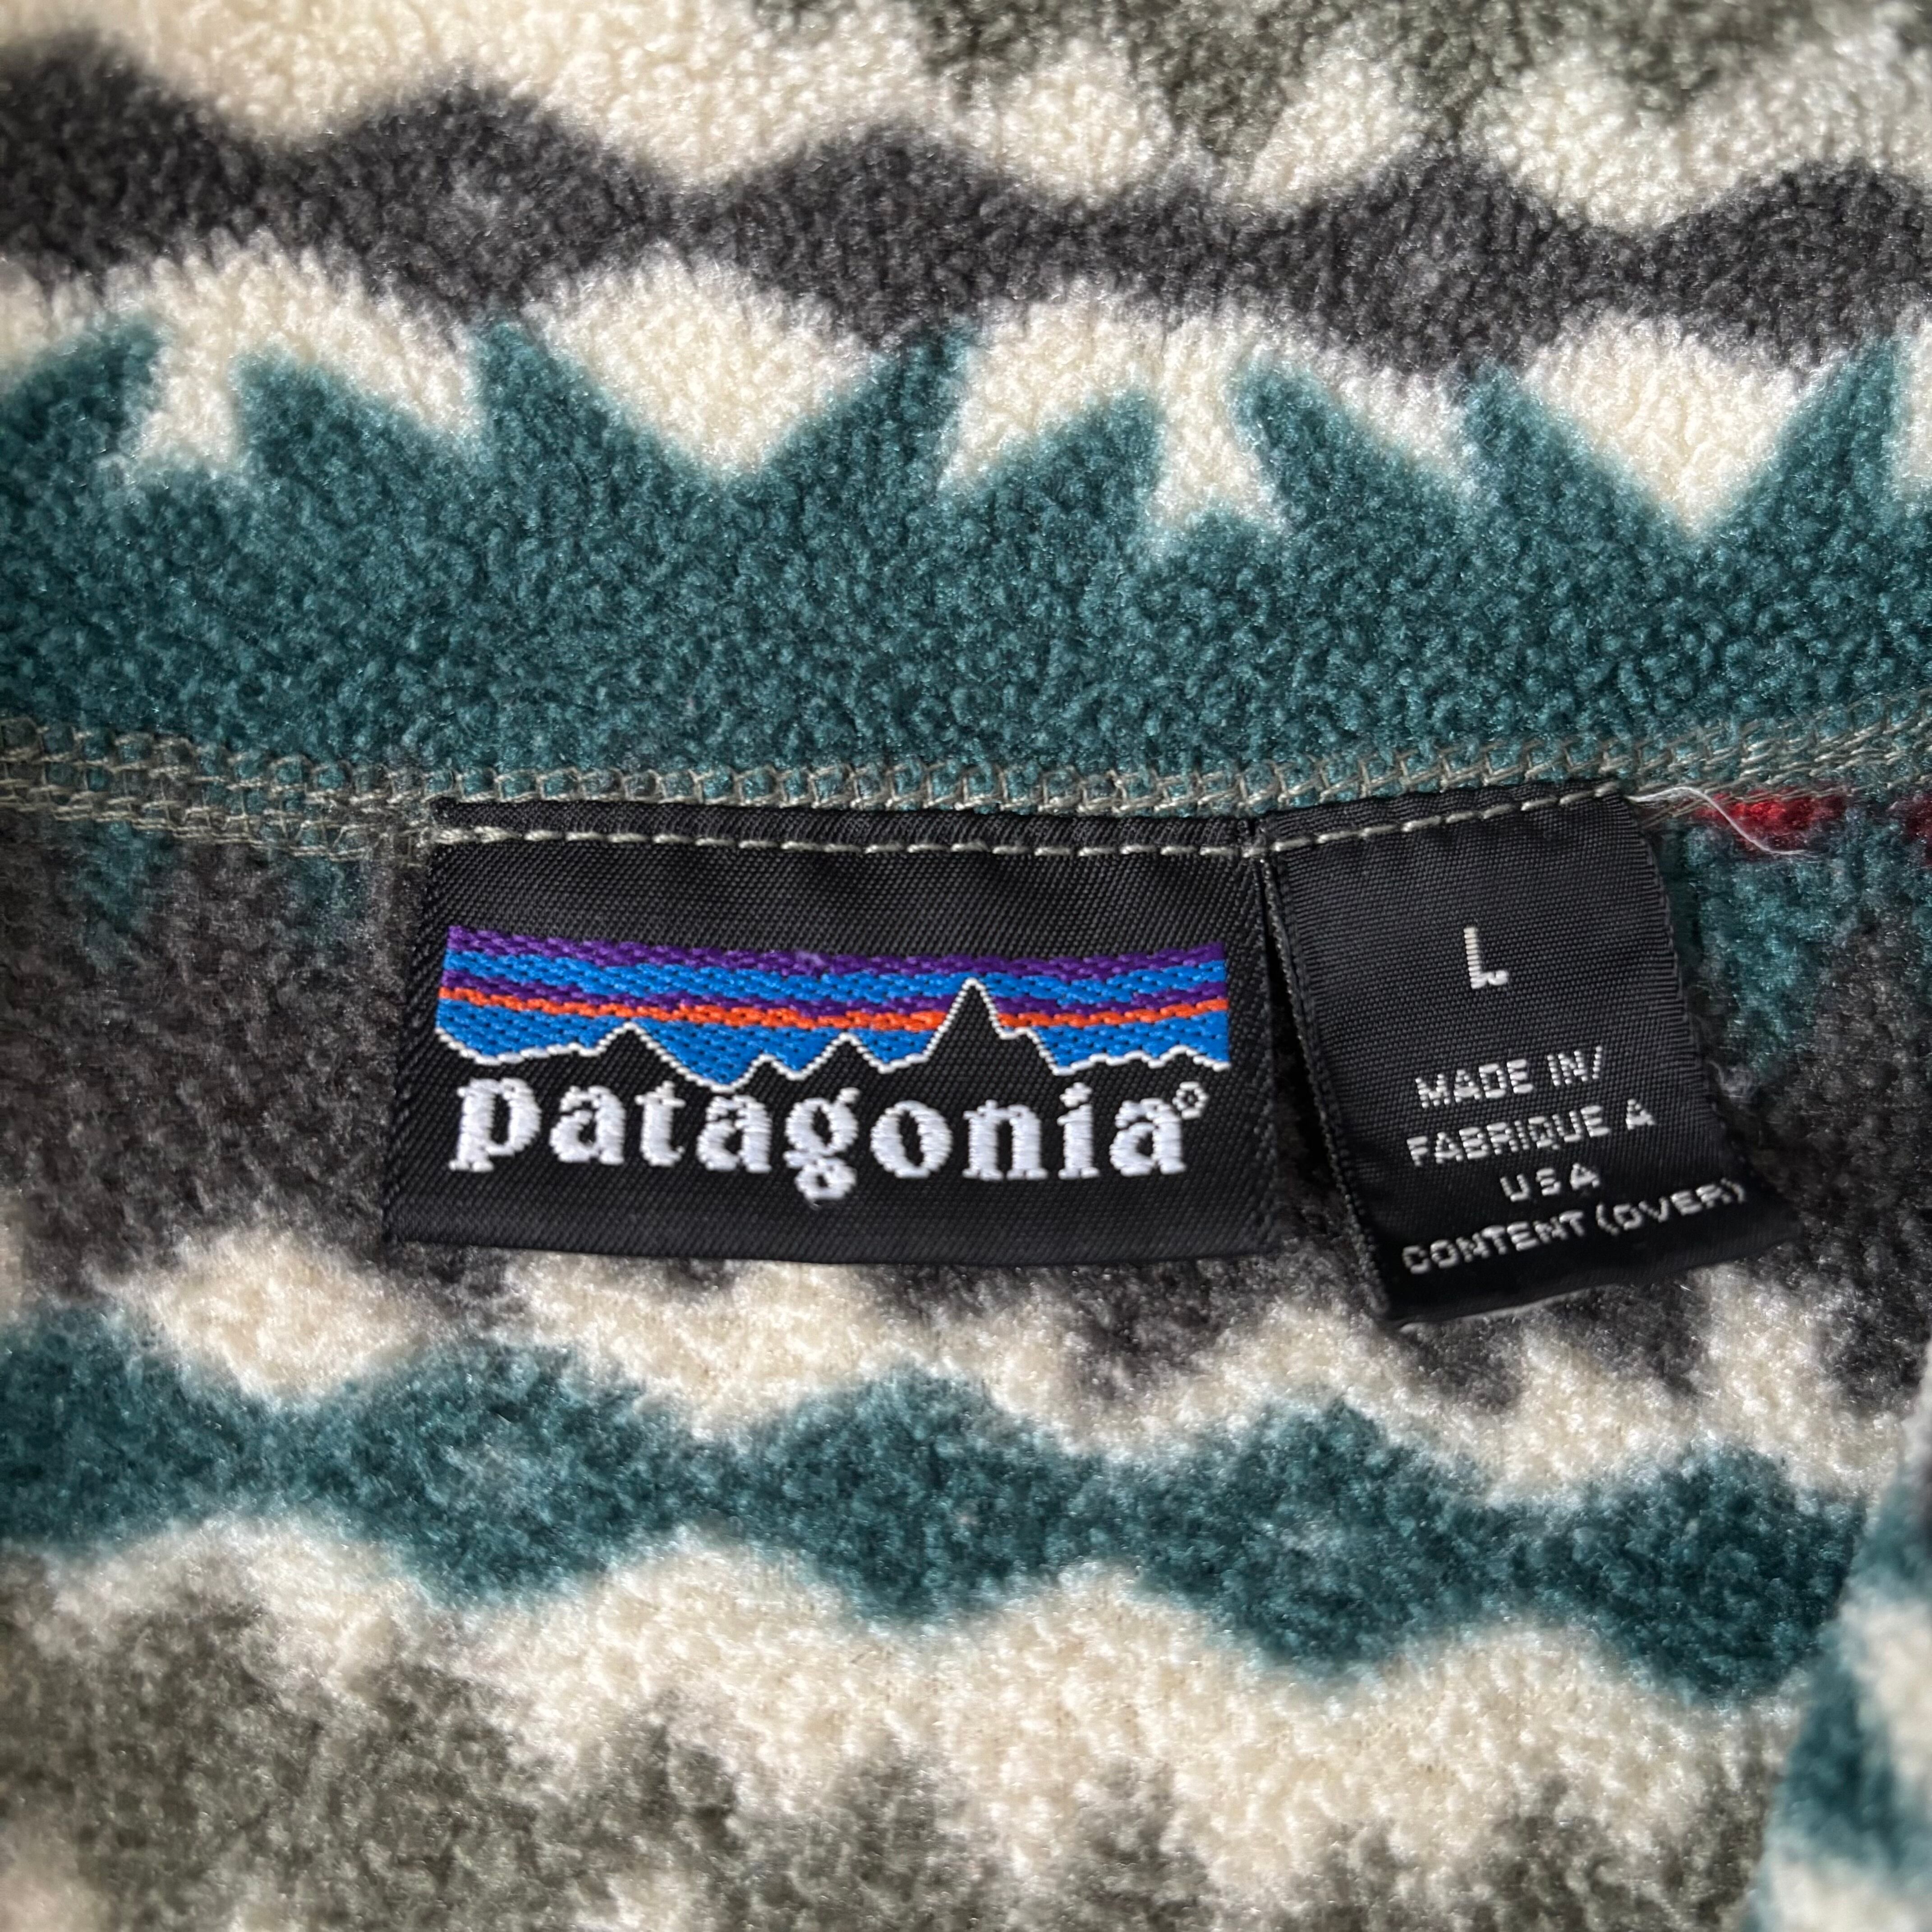 patagonia®
L
MADE IN/
FABRIQUE A
USA
CONTENT (OVER)